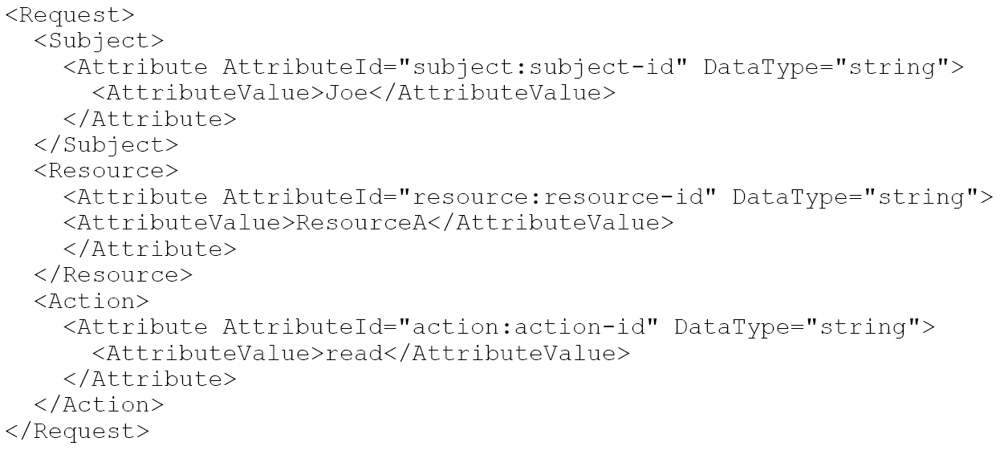 <Request>
  <Subject>
    <Attribute AttributeId="subject:subject-id" DataType="string">
      <AttributeValue>Joe</AttributeValue>
    </Attribute>
  </Subject>
  <Resource>
    <Attribute AttributeId="resource:resource-id" DataType="string">
    <AttributeValue>ResourceA</AttributeValue>
    </Attribute>
  </Resource>
  <Action>
    <Attribute AttributeId="action:action-id" DataType="string">
      <AttributeValue>read</AttributeValue>
    </Attribute>
  </Action>
</Request>